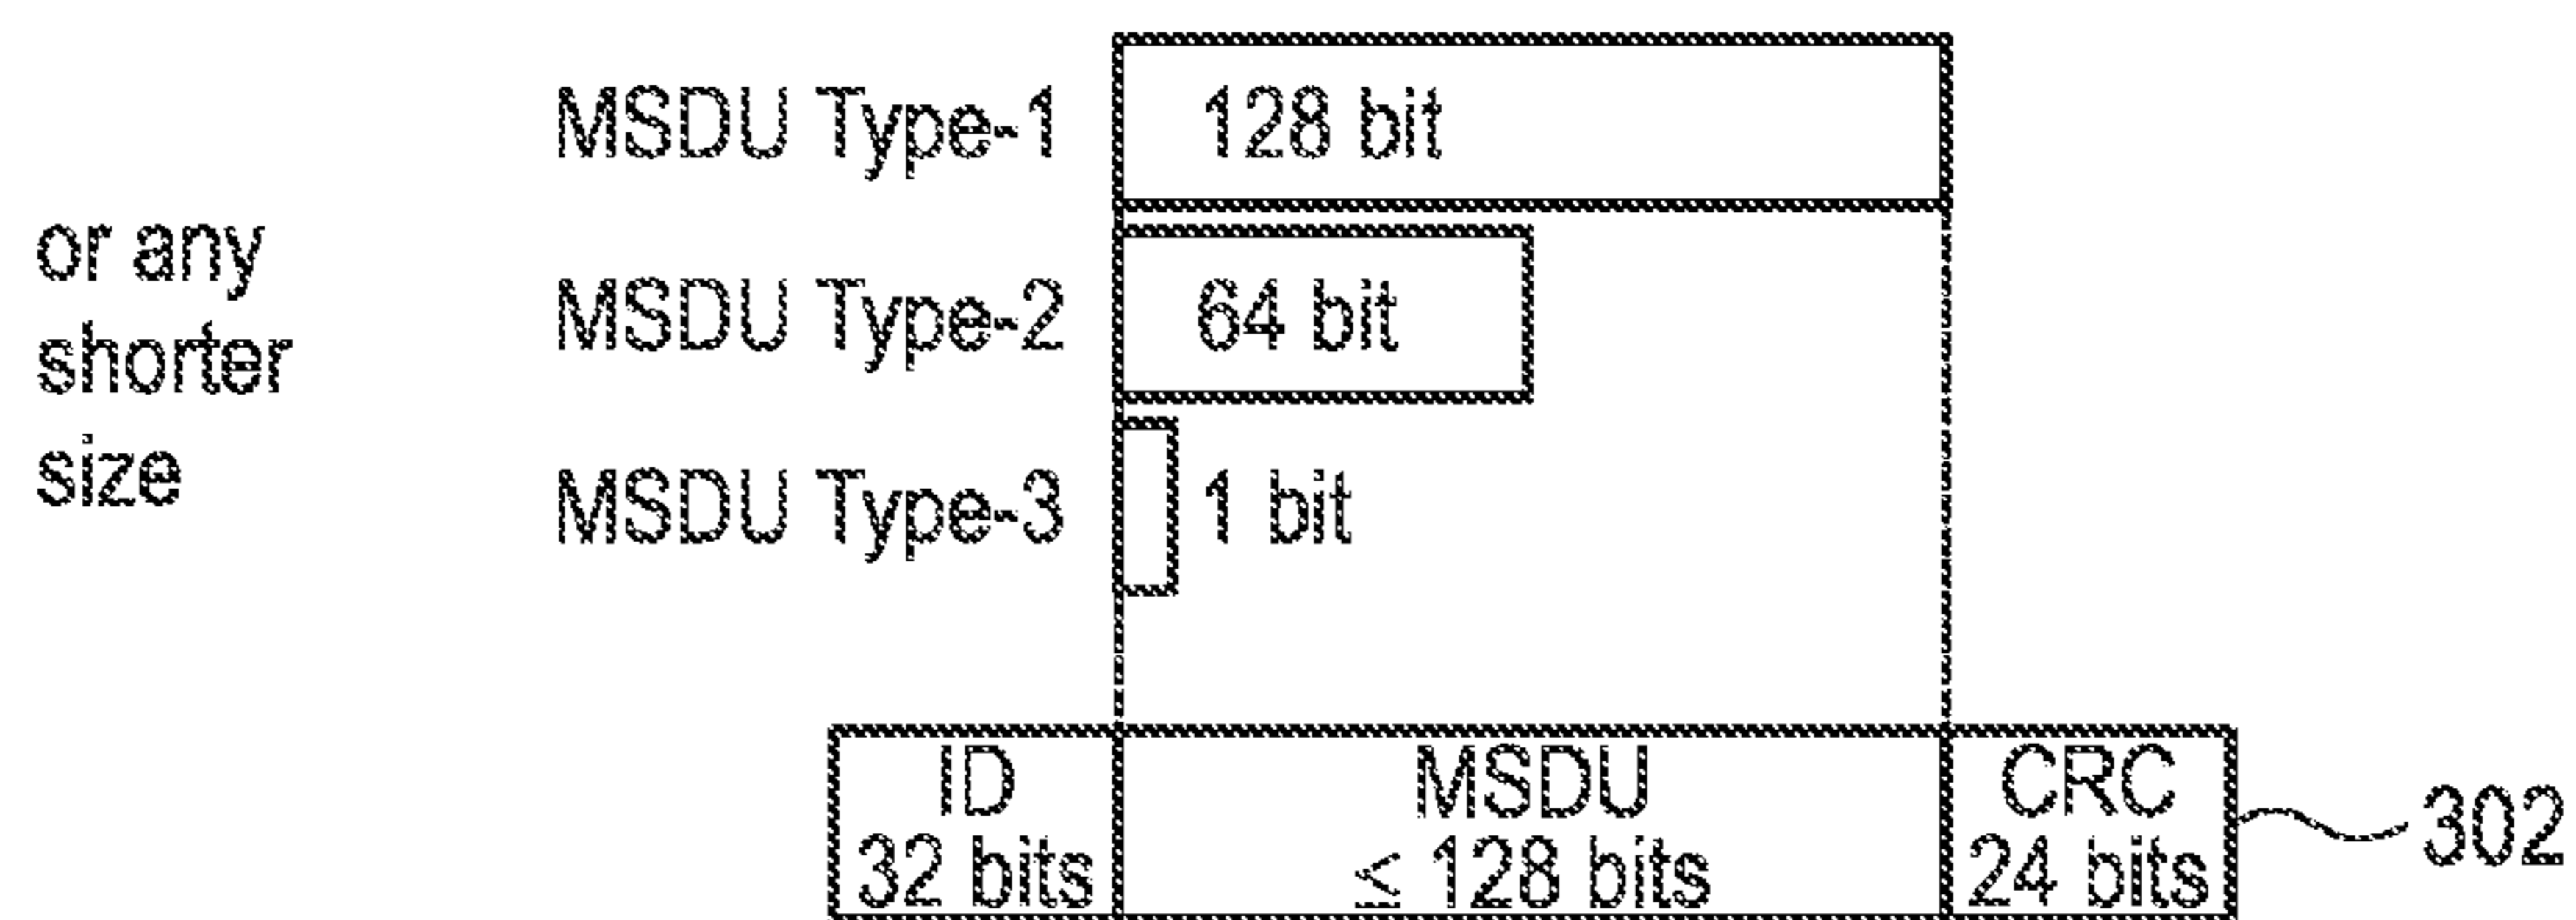 MSDU Type-1 128 bit
or any
shorter
size
MSDU Type-2 64 bit
MSDU Type-3 1 bit
ID MSDU CRC
32 bits ≤ 128 bits 24 bits
302